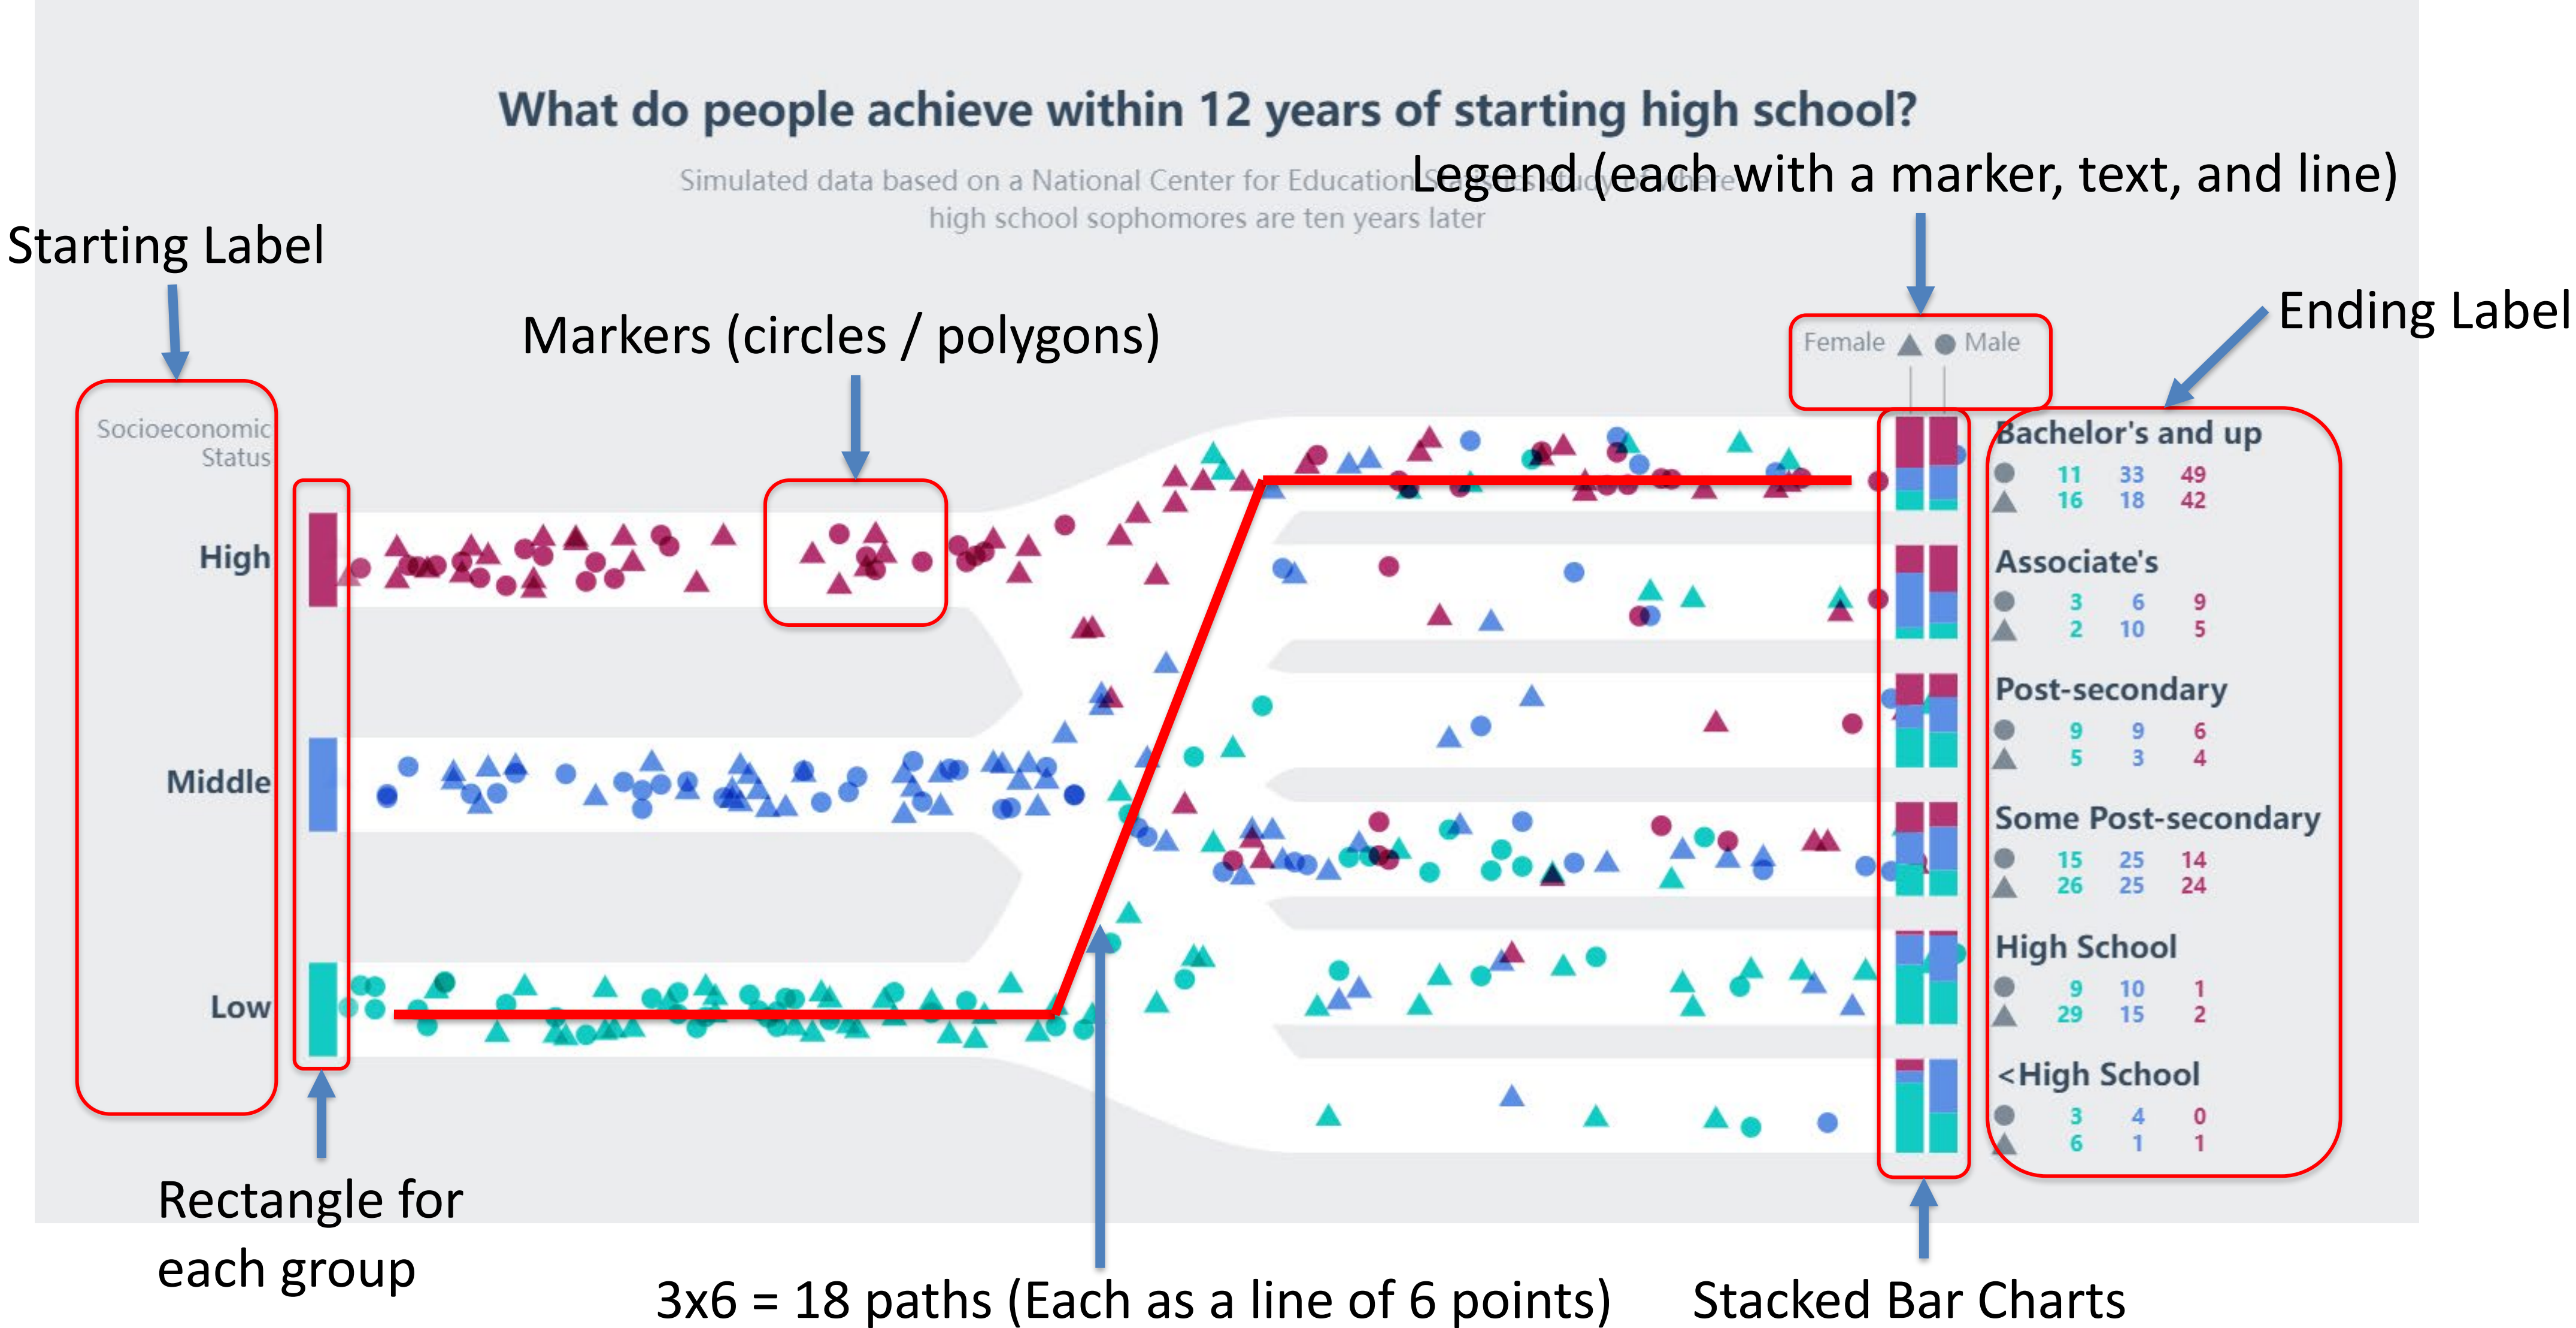 What do people achieve within 12 years of starting high school?
Legend (each with a marker, text, and line)
Simulated data based on a National Center for Education Statistics study of where
high school sophomores are ten years later
Starting Label
Ending Label
Markers (circles / polygons)
Female Male
Socioeconomic
Status
High
Middle
Low
Bachelor's and up
11 33 49
16 18 42
Associate's
3 6 9
2 10 5
Post-secondary
9 9 6
5 3 4
Some Post-secondary
15 25 14
26 25 24
High School
9 10 1
29 15 2
<High School
3 4 0
6 1 1
Rectangle for
each group
3x6 = 18 paths (Each as a line of 6 points)
Stacked Bar Charts